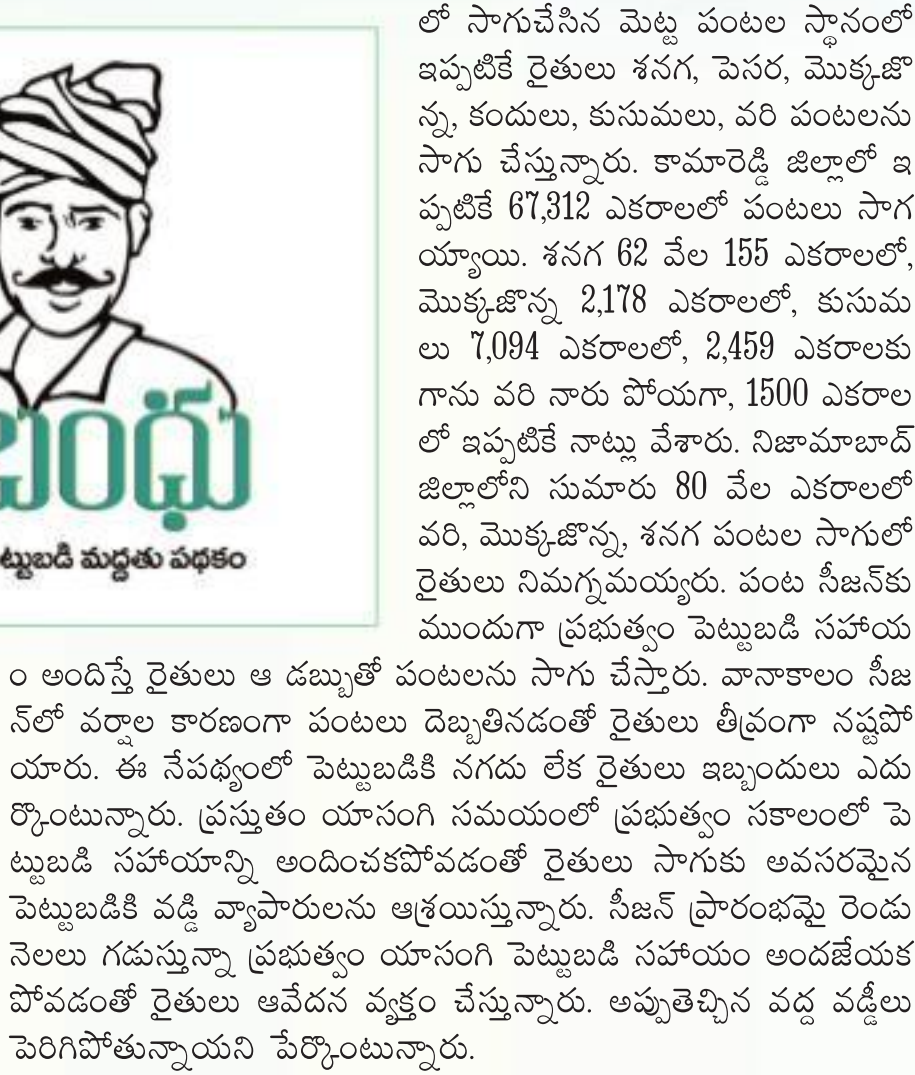 బంధు
ట్టుబడి మద్దతు పథకం
లో సాగుచేసిన మెట్ట పంటల స్థానంలో
ఇప్పటికే రైతులు శనగ, పెసర, మొక్కజొ
న్న, కందులు, కుసుమలు, వరి పంటలను
సాగు చేస్తున్నారు. కామారెడ్డి జిల్లాలో ఇ
ప్పటికే 67,312 ఎకరాలలో పంటలు సాగ
య్యాయి. శనగ 62 వేల 155 ఎకరాలలో,
మొక్కజొన్న 2,178 ఎకరాలలో, కుసుమ
లు 7,094 ఎకరాలలో, 2,459 ఎకరాలకు
గాను వరి నారు పోయగా, 1500 ఎకరాల
లో ఇప్పటికే నాట్లు వేశారు. నిజామాబాద్
జిల్లాలోని సుమారు 80 వేల ఎకరాలలో
వరి, మొక్కజొన్న, శనగ పంటల సాగులో
రైతులు నిమగ్నమయ్యరు. పంట సీజన్‌కు
ముందుగా ప్రభుత్వం పెట్టుబడి సహాయ
ం అందిస్తే రైతులు ఆ డబ్బుతో పంటలను సాగు చేస్తారు. వానాకాలం సీజ
న్‌లో వర్షాల కారణంగా పంటలు దెబ్బతినడంతో రైతులు తీవ్రంగా నష్టపో
యారు. ఈ నేపథ్యంలో పెట్టుబడికి నగదు లేక రైతులు ఇబ్బందులు ఎదు
ర్కొంటున్నారు. ప్రస్తుతం యాసంగి సమయంలో ప్రభుత్వం సకాలంలో పె
ట్టుబడి సహాయాన్ని అందించకపోవడంతో రైతులు సాగుకు అవసరమైన
పెట్టుబడికి వడ్డి వ్యాపారులను ఆశ్రయిస్తున్నారు. సీజన్ ప్రారంభమై రెండు
నెలలు గడుస్తున్నా ప్రభుత్వం యాసంగి పెట్టుబడి సహాయం అందజేయక
పోవడంతో రైతులు ఆవేదన వ్యక్తం చేస్తున్నారు. అప్పుతెచ్చిన వద్ద వడ్డీలు
పెరిగిపోతున్నాయని పేర్కొంటున్నారు.